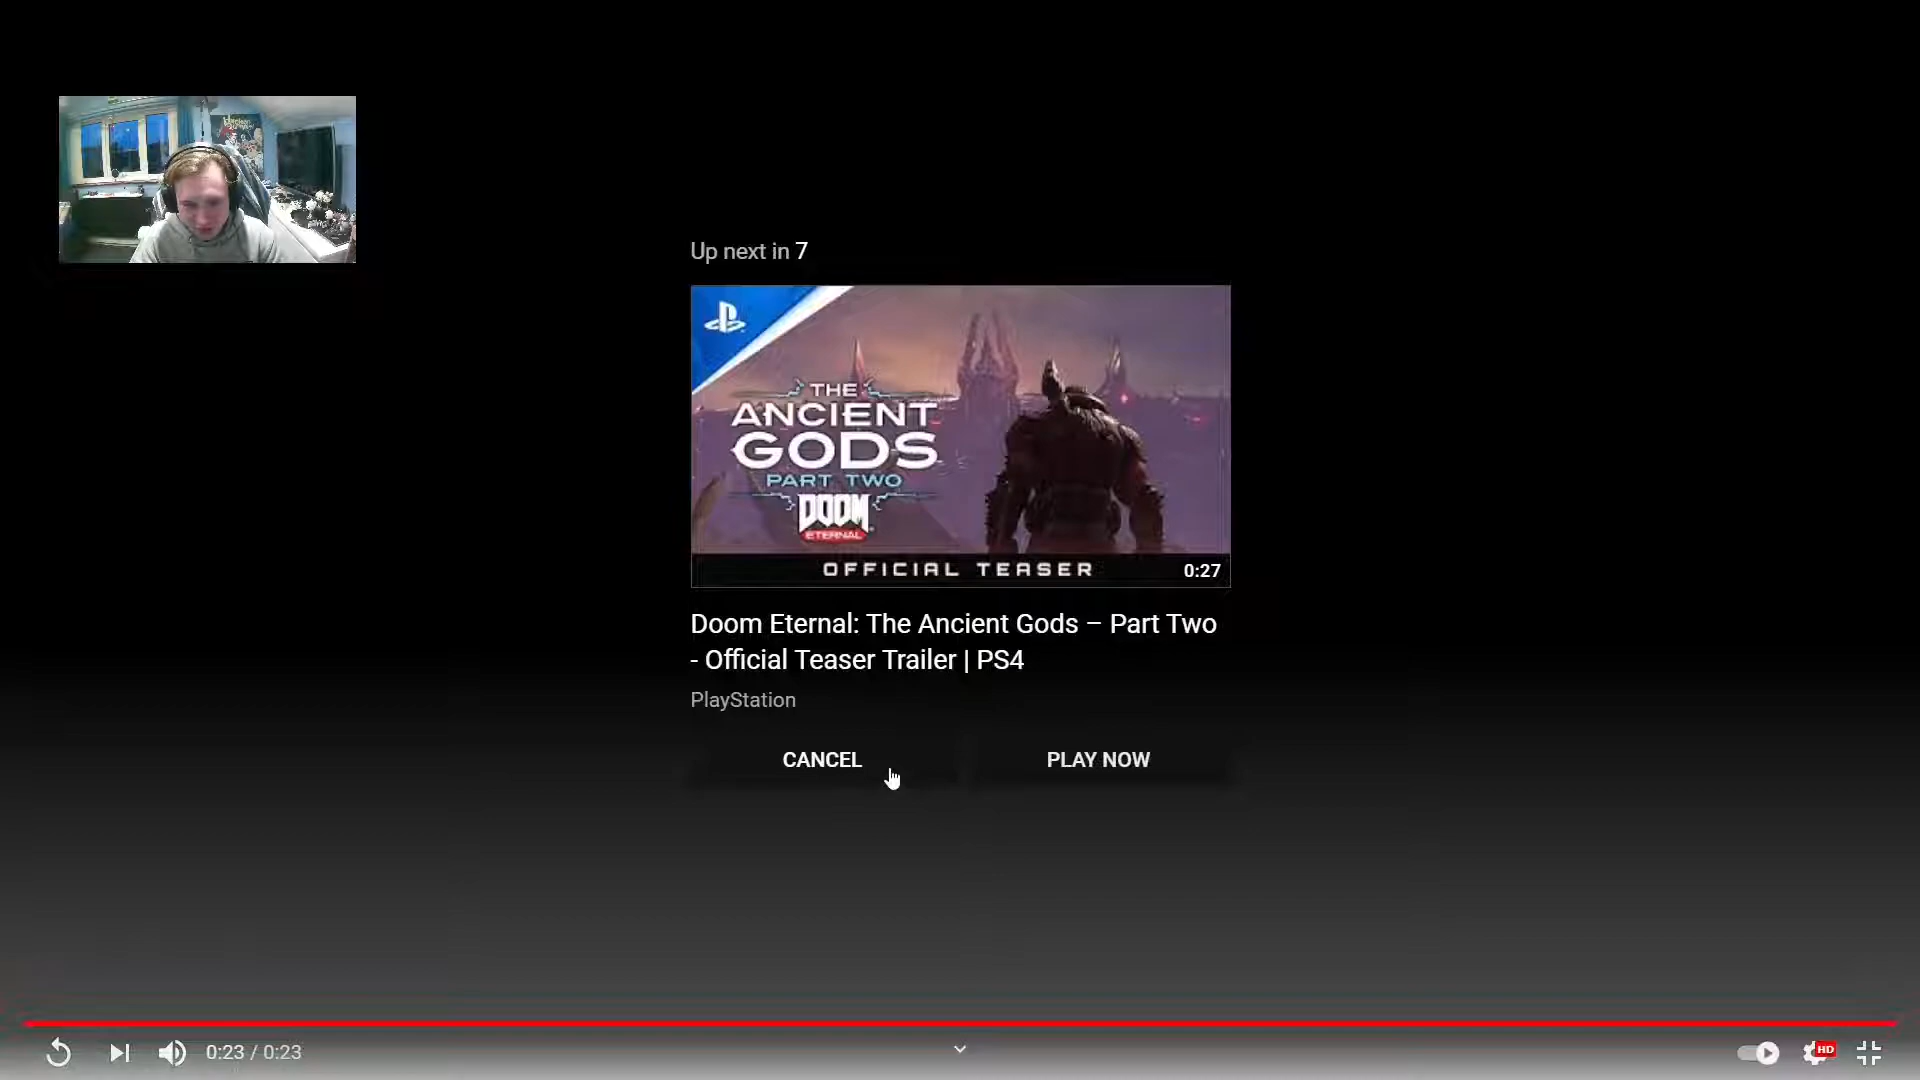 Up next in 7
THE
ANCIENT
GODS
PART TWO
DOOM
ETERNAL
OFFICIAL TEASER
0:27
Doom Eternal: The Ancient Gods – Part Two
- Official Teaser Trailer | PS4
PlayStation
CANCEL
PLAY NOW
0:23 / 0:23
HD